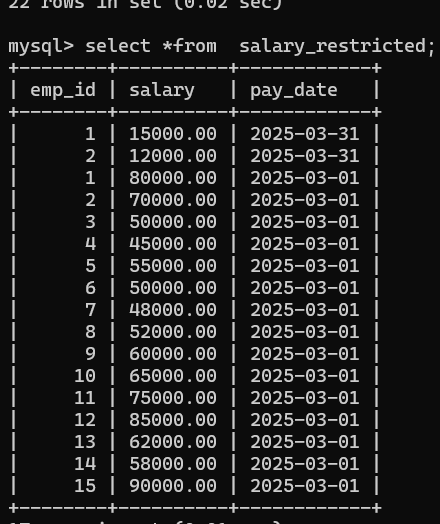 22 rows in set (0.02 sec)
mysql> select *from  salary_restricted;
+--------+----------+------------+
| emp_id | salary   | pay_date   |
+--------+----------+------------+
|      1 | 15000.00 | 2025-03-31 |
|      2 | 12000.00 | 2025-03-31 |
|      1 | 80000.00 | 2025-03-01 |
|      2 | 70000.00 | 2025-03-01 |
|      3 | 50000.00 | 2025-03-01 |
|      4 | 45000.00 | 2025-03-01 |
|      5 | 55000.00 | 2025-03-01 |
|      6 | 50000.00 | 2025-03-01 |
|      7 | 48000.00 | 2025-03-01 |
|      8 | 52000.00 | 2025-03-01 |
|      9 | 60000.00 | 2025-03-01 |
|     10 | 65000.00 | 2025-03-01 |
|     11 | 75000.00 | 2025-03-01 |
|     12 | 85000.00 | 2025-03-01 |
|     13 | 62000.00 | 2025-03-01 |
|     14 | 58000.00 | 2025-03-01 |
|     15 | 90000.00 | 2025-03-01 |
+--------+----------+------------+